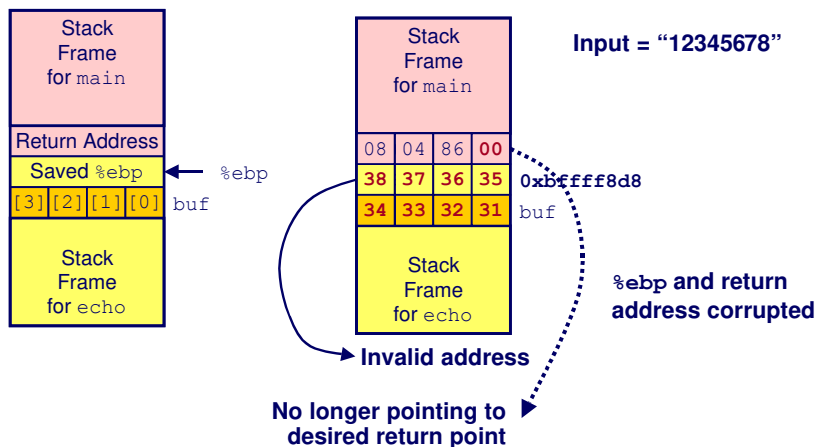 Stack
Frame
for main
Return Address
Saved %ebp
%ebp
[3] [2] [1] [0] buf
Stack
Frame
for echo
Stack
Frame
for main
Input = “12345678”
08 04 86 00
38 37 36 35 0xbffff8d8
34 33 32 31 buf
Stack
Frame
for echo
%ebp and return
address corrupted
Invalid address
No longer pointing to
desired return point